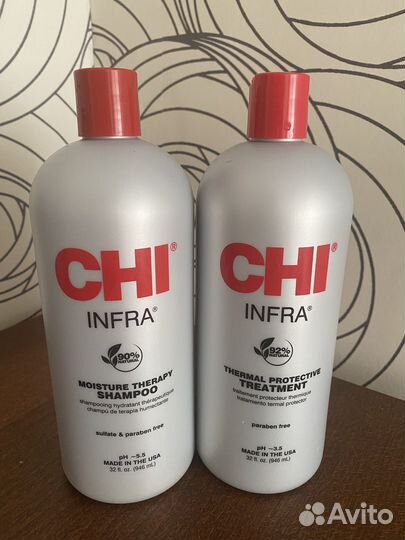 CHI®
INFRA®
90%
NATURAL
MOISTURE THERAPY
SHAMPOO
shampooing hydratant thérapeutique
champú de terapia humectante
sulfate & paraben free
pH ~5.5
MADE IN THE USA
32 fl. oz. (946 mL)
CHI®
INFRA®
92%
NATURAL
THERMAL PROTECTIVE
TREATMENT
traitement protecteur thermique
tratamiento termal protector
paraben free
pH ~3.5
MADE IN THE USA
32 fl. oz. (946 mL)
Avito